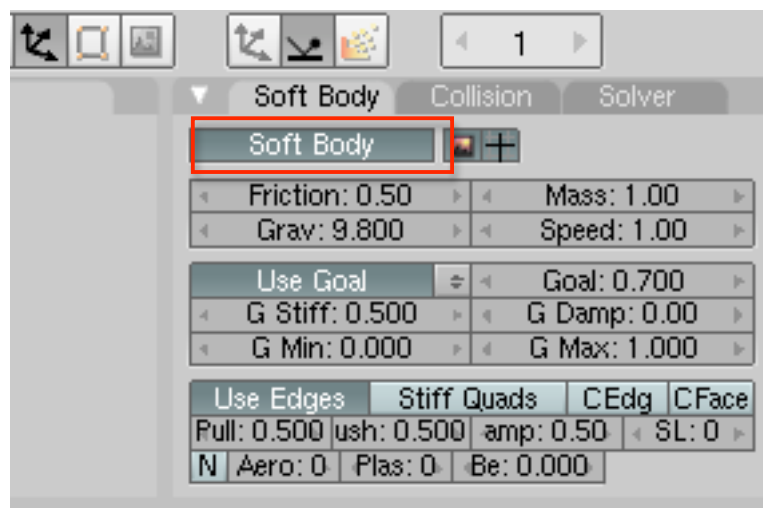 1
Soft Body Collision Solver
Soft Body
Friction: 0.50 Mass: 1.00
Grav: 9.800 Speed: 1.00
Use Goal Goal: 0.700
G Stiff: 0.500 G Damp: 0.00
G Min: 0.000 G Max: 1.000
Use Edges Stiff Quads CEdg CFace
Pull: 0.500 ush: 0.500 amp: 0.50 SL: 0
N Aero: 0 Plas: 0 Be: 0.000